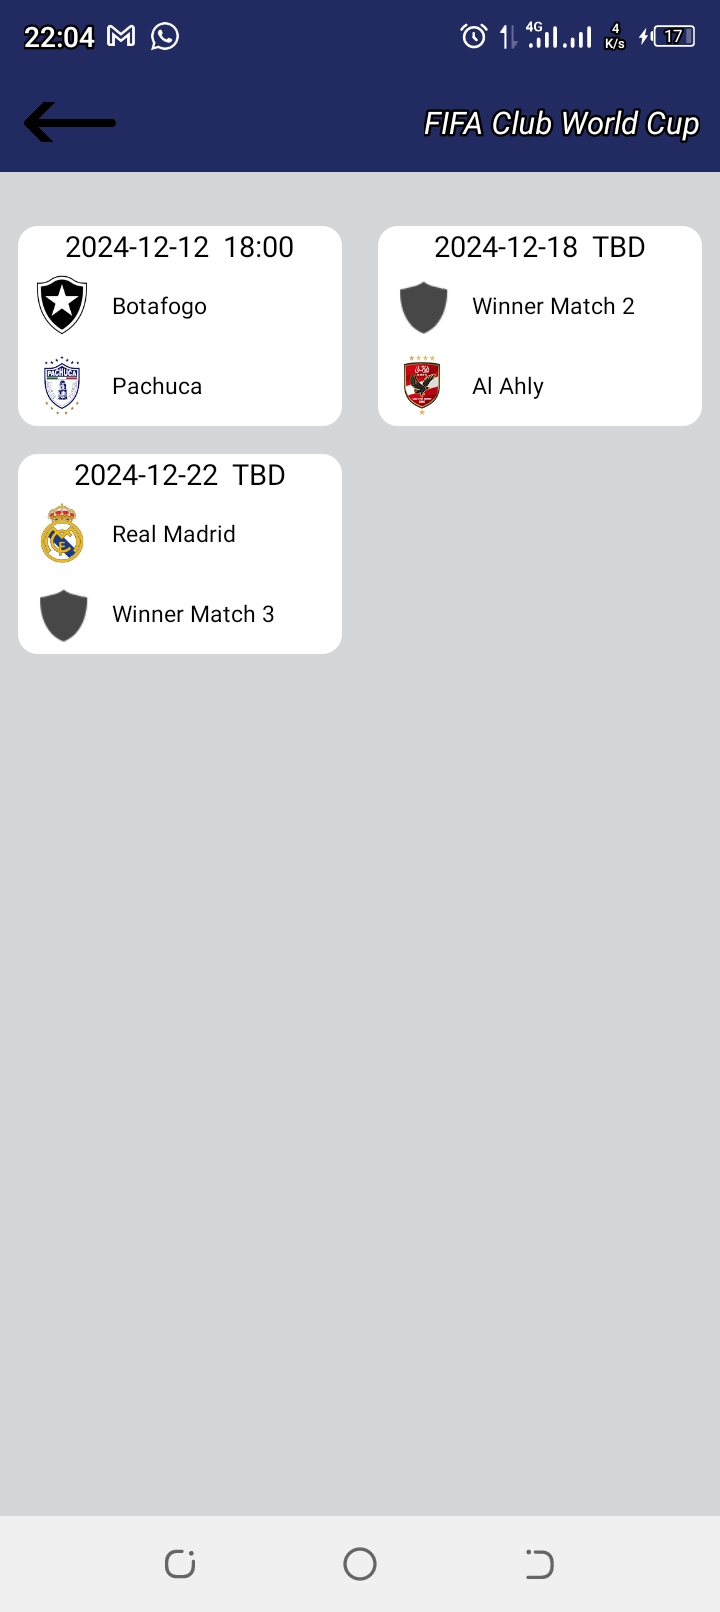 22:04
4G
4
K/s
17
FIFA Club World Cup
2024-12-12 18:00
Botafogo
PACHUCA
Pachuca
2024-12-18 TBD
Winner Match 2
Al Ahly
2024-12-22 TBD
Real Madrid
Winner Match 3